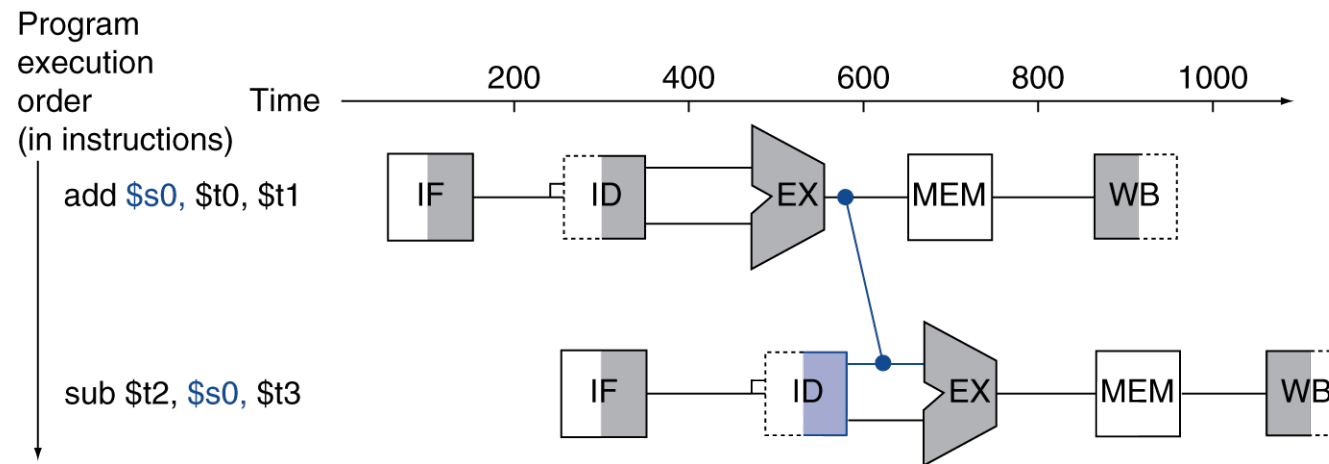 Program
execution
order
(in instructions)
Time
200 400 600 800 1000
add $s0, $t0, $t1
IF ID EX MEM WB
sub $t2, $s0, $t3
IF ID EX MEM WB